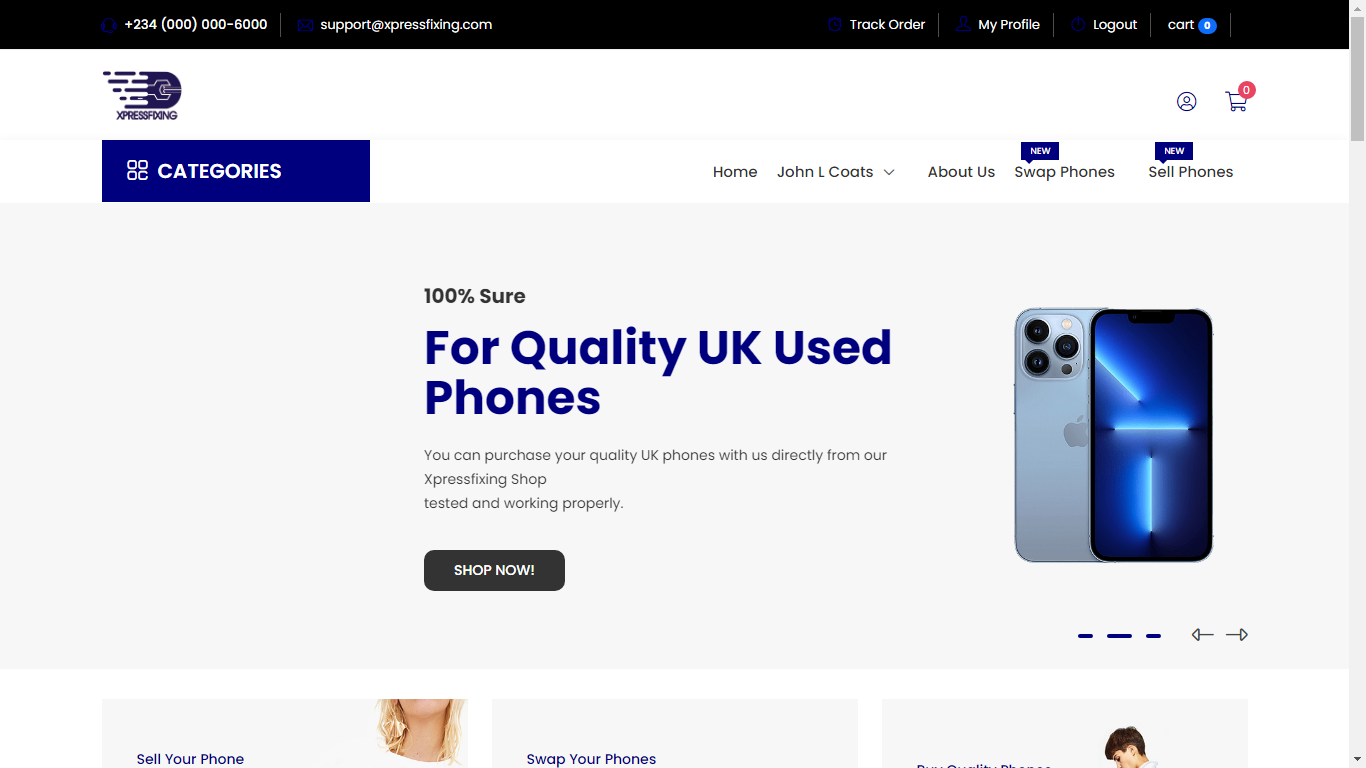 +234 (000) 000-6000
support@xpressfixing.com
Track Order
My Profile
Logout
cart 0
XPRESSFIXING
0
CATEGORIES
Home
John L Coats
About Us
NEW
Swap Phones
NEW
Sell Phones
100% Sure
For Quality UK Used
Phones
You can purchase your quality UK phones with us directly from our
Xpressfixing Shop
tested and working properly.
SHOP NOW!
Sell Your Phone
Swap Your Phones
Buy Quality Phones